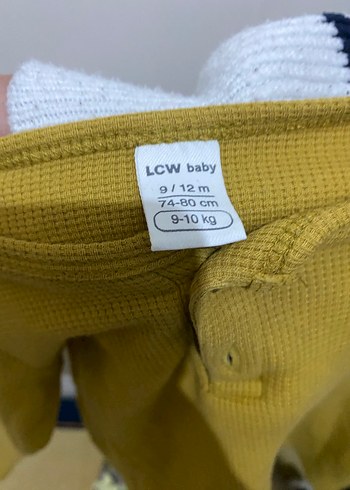 LCW baby
9 / 12 m
74-80 cm
9-10 kg